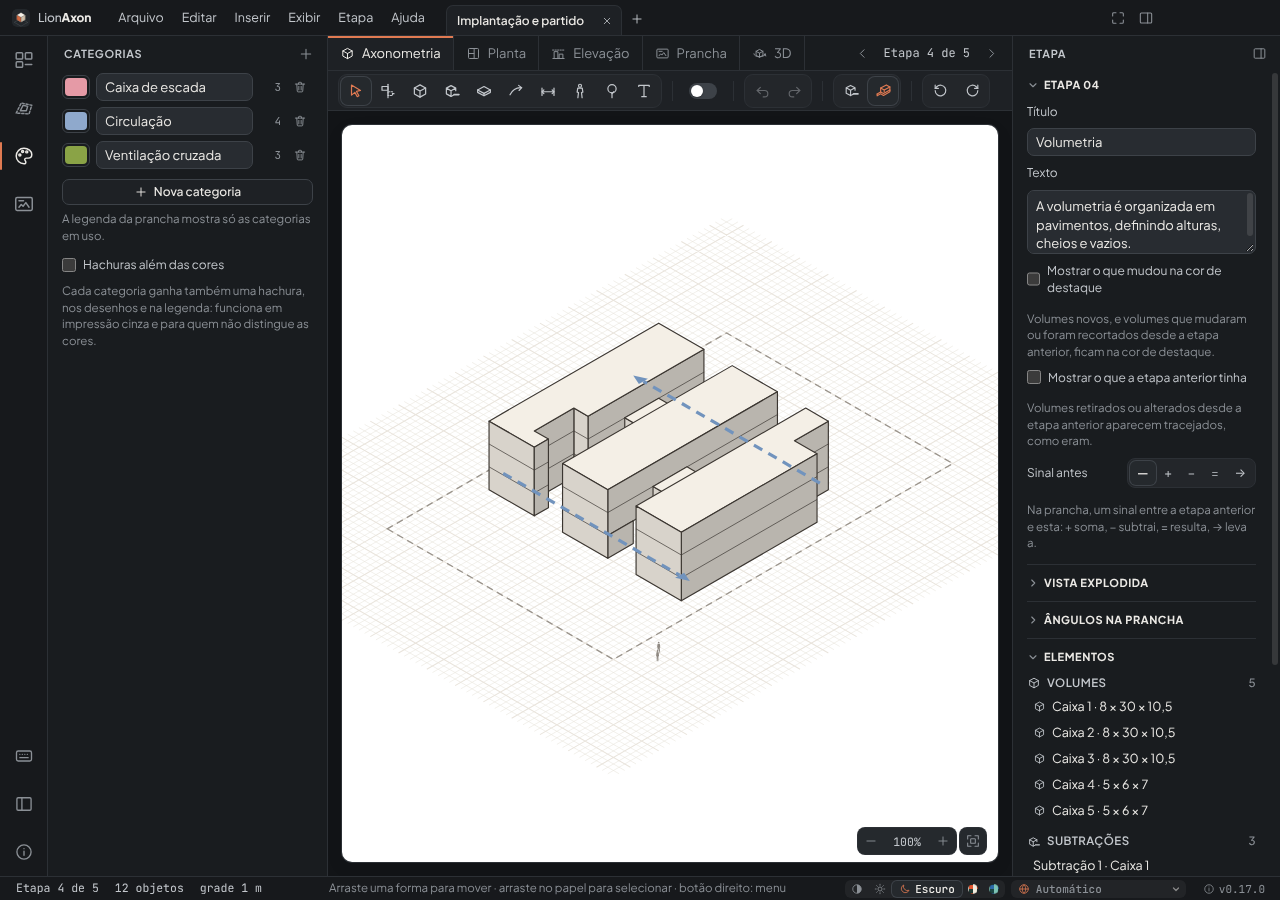 LionAxon
Arquivo Editar Inserir Exibir Etapa Ajuda
Implantação e partido
CATEGORIAS
Caixa de escada 3
Circulação 4
Ventilação cruzada 3
Nova categoria
A legenda da prancha mostra só as categorias
em uso.
Hachuras além das cores
Cada categoria ganha também uma hachura,
nos desenhos e na legenda: funciona em
impressão cinza e para quem não distingue as
cores.
Axonometria Planta Elevação Prancha 3D
Etapa 4 de 5
100%
ETAPA
ETAPA 04
Título
Volumetria
Texto
A volumetria é organizada em
pavimentos, definindo alturas,
cheios e vazios.
Mostrar o que mudou na cor de
destaque
Volumes novos, e volumes que mudaram
ou foram recortados desde a etapa
anterior, ficam na cor de destaque.
Mostrar o que a etapa anterior tinha
Volumes retirados ou alterados desde a
etapa anterior aparecem tracejados,
como eram.
Sinal antes — + − = →
Na prancha, um sinal entre a etapa anterior
e esta: + soma, − subtrai, = resulta, → leva
a.
VISTA EXPLODIDA
ÂNGULOS NA PRANCHA
ELEMENTOS
VOLUMES 5
Caixa 1 · 8 × 30 × 10,5
Caixa 2 · 8 × 30 × 10,5
Caixa 3 · 8 × 30 × 10,5
Caixa 4 · 5 × 6 × 7
Caixa 5 · 5 × 6 × 7
SUBTRAÇÕES 3
Subtração 1 · Caixa 1
Etapa 4 de 5 12 objetos grade 1 m
Arraste uma forma para mover · arraste no papel para selecionar · botão direito: menu
Escuro
Automático
v0.17.0